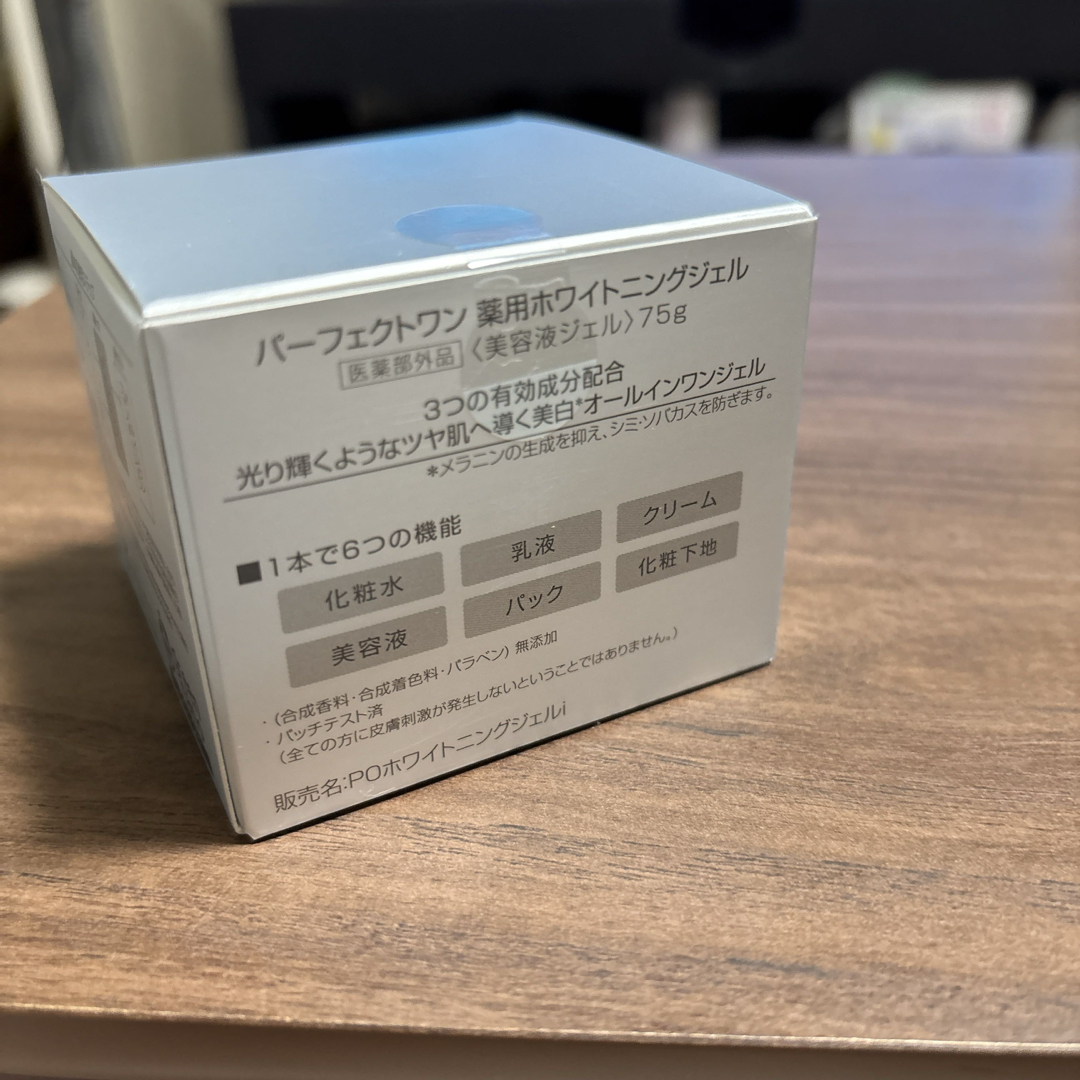 パーフェクトワン 薬用ホワイトニングジェル
医薬部外品 〈美容液ジェル〉75g
3つの有効成分配合
光り輝くようなツヤ肌へ導く美白*オールインワンジェル
*メラニンの生成を抑え、シミ・ソバカスを防ぎます。
■1本で6つの機能
化粧水 乳液 クリーム
美容液 パック 化粧下地
・(合成香料・合成着色料・パラベン) 無添加
・パッチテスト済
(全ての方に皮膚刺激が発生しないということではありません。)
販売名:POホワイトニングジェルi